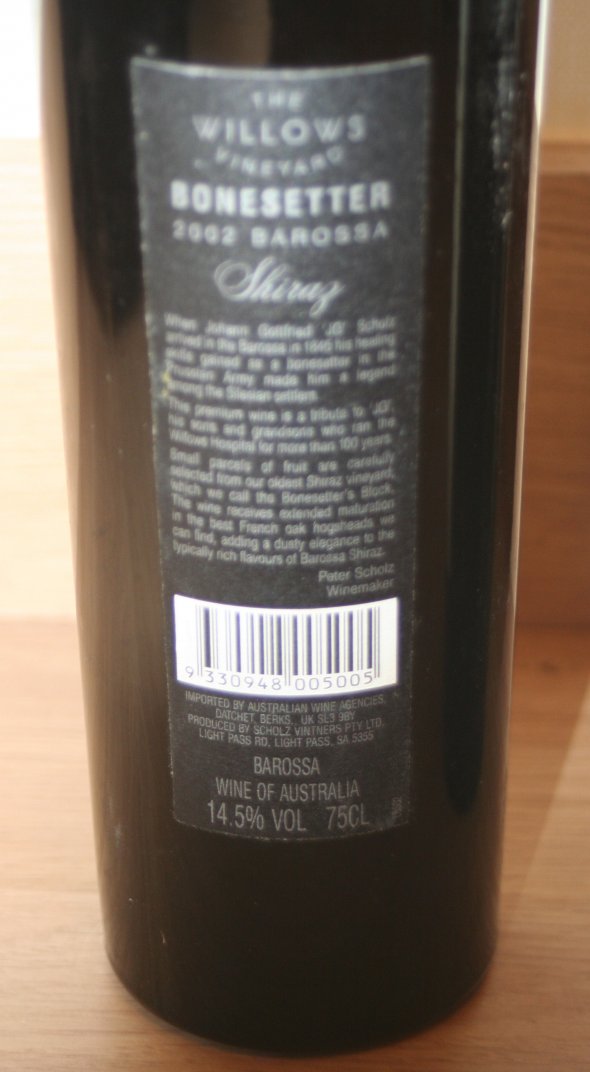 THE
WILLOWS
VINEYARD
BONESETTER
2002 BAROSSA
Shiraz
When Johann Gottfried 'JG' Scholz
arrived in the Barossa in 1845 his healing
skills gained as a bonesetter in the
Prussian Army made him a legend
among the Silesian settlers.
This premium wine is a tribute to 'JG',
his sons and grandsons who ran the
Willows Hospital for more than 100 years.
Small parcels of fruit are carefully
selected from our oldest Shiraz vineyard,
which we call the Bonesetter's Block.
The wine receives extended maturation
in the best French oak hogsheads we
can find, adding a dusty elegance to the
typically rich flavours of Barossa Shiraz.
Peter Scholz
Winemaker
9 330948 005005
IMPORTED BY AUSTRALIAN WINE AGENCIES,
DATCHET, BERKS., UK SL3 9BY
PRODUCED BY SCHOLZ VINTNERS PTY LTD.
LIGHT PASS RD, LIGHT PASS, SA 5355
BAROSSA
WINE OF AUSTRALIA
14.5% VOL 75CL